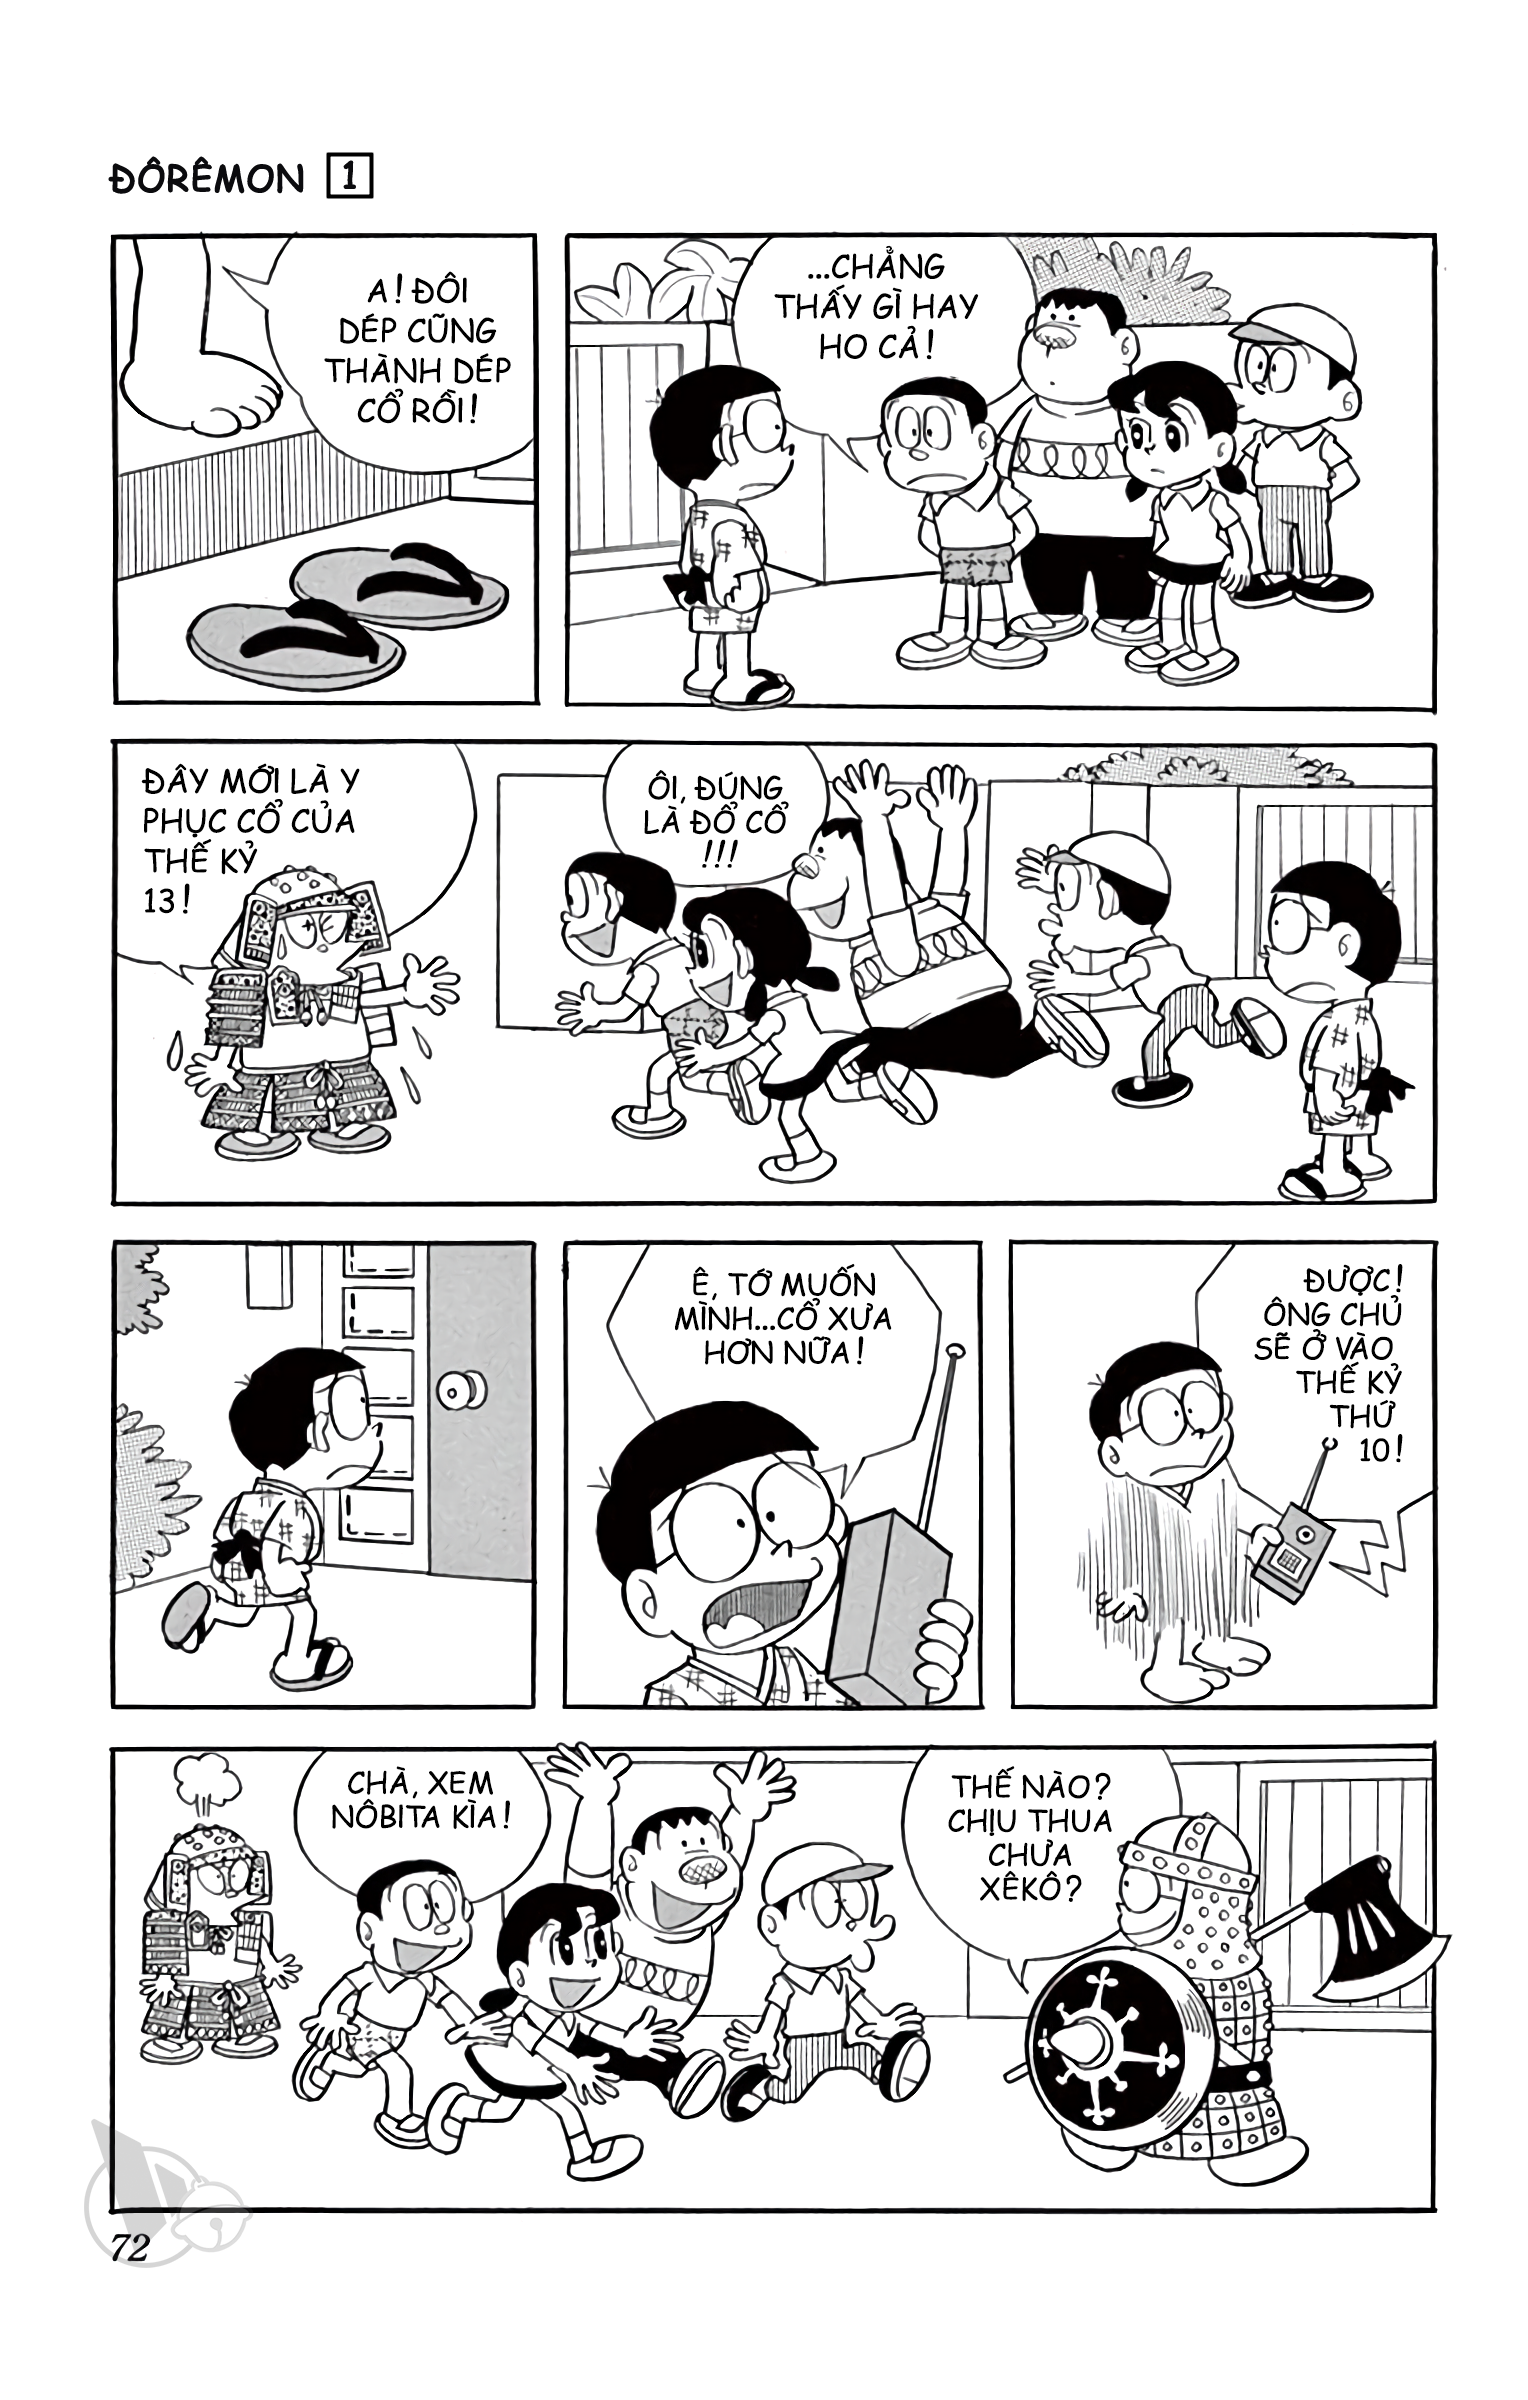 ĐÔRÊMON 1
A! ĐÔI
DÉP CŨNG
THÀNH DÉP
CỔ RỒI!
...CHẲNG
THẤY GÌ HAY
HO CẢ!
ĐÂY MỚI LÀ Y
PHỤC CỔ CỦA
THẾ KỶ
13!
ÔI, ĐÚNG
LÀ ĐỔ CỔ
!!!
Ê, TỚ MUỐN
MÌNH...CỔ XƯA
HƠN NỮA!
ĐƯỢC!
ÔNG CHỦ
SẼ Ở VÀO
THẾ KỶ
THỨ
10!
CHÀ, XEM
NÔBITA KÌA!
THẾ NÀO?
CHỊU THUA
CHƯA
XÊKÔ?
72